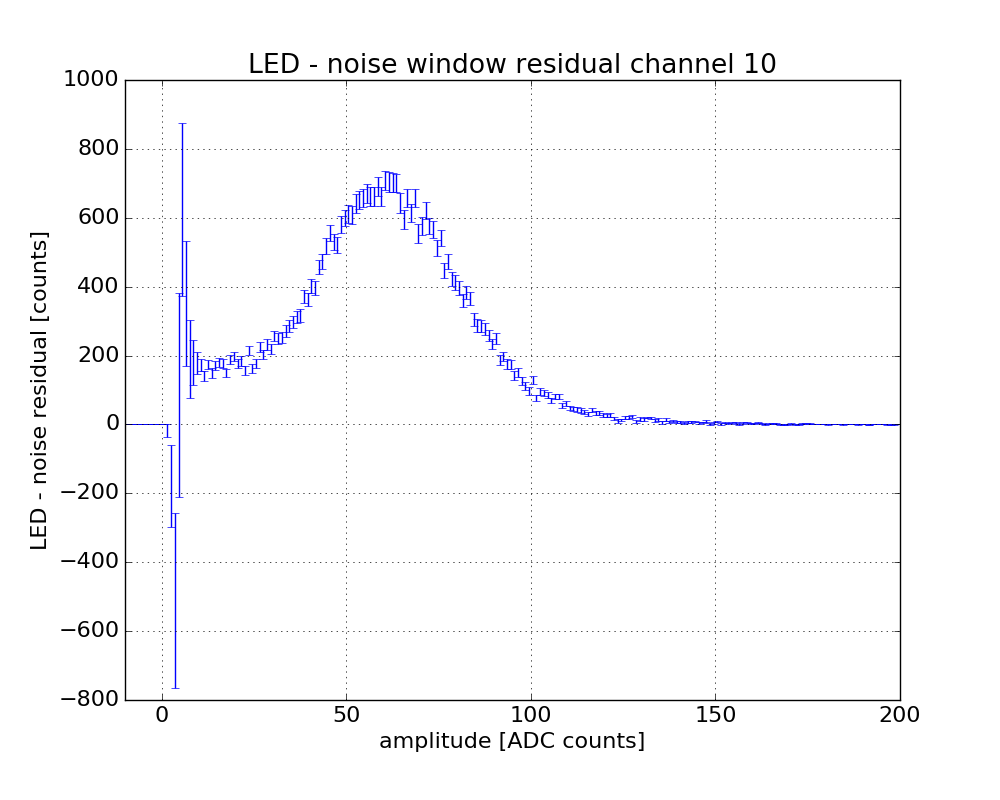 LED - noise window residual channel 10
1000
800
600
400
200
0
−200
−400
−600
−800
LED - noise residual [counts]
0 50 100 150 200
amplitude [ADC counts]